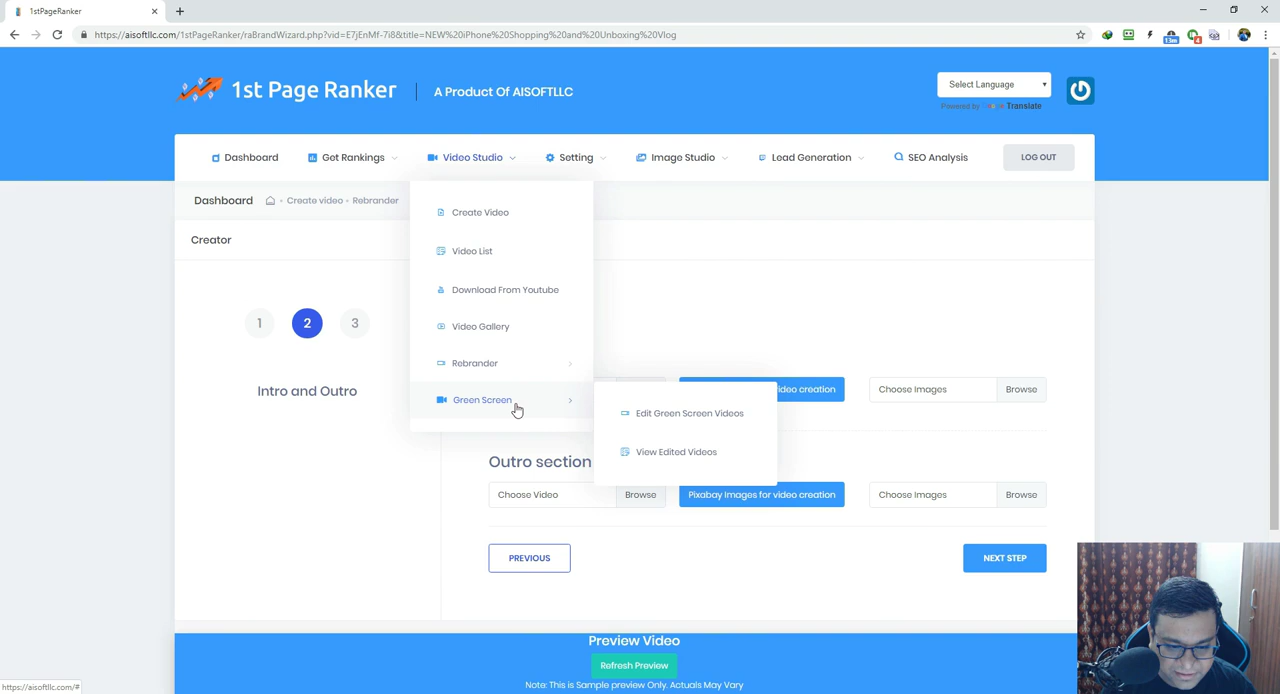 1stPageRanker
https://aisoftllc.com/1stPageRanker/raBrandWizard.php?vid=E7jEnMf-7i8&title=NEW%20iPhone%20Shopping%20and%20Unboxing%20Vlog
13m
4
1st Page Ranker
A Product Of AISOFTLLC
Select Language
Powered by Translate
Dashboard
Get Rankings
Video Studio
Setting
Image Studio
Lead Generation
SEO Analysis
LOG OUT
Dashboard
Create video
Rebrander
Creator
Create Video
Video List
Download From Youtube
Video Gallery
Rebrander
Green Screen
Edit Green Screen Videos
View Edited Videos
1
2
3
Intro and Outro
video creation
Choose Images
Browse
Outro section
Choose Video
Browse
Pixabay Images for video creation
Choose Images
Browse
PREVIOUS
NEXT STEP
Preview Video
Refresh Preview
Note: This is Sample preview Only. Actuals May Vary
https://aisoftllc.com/#